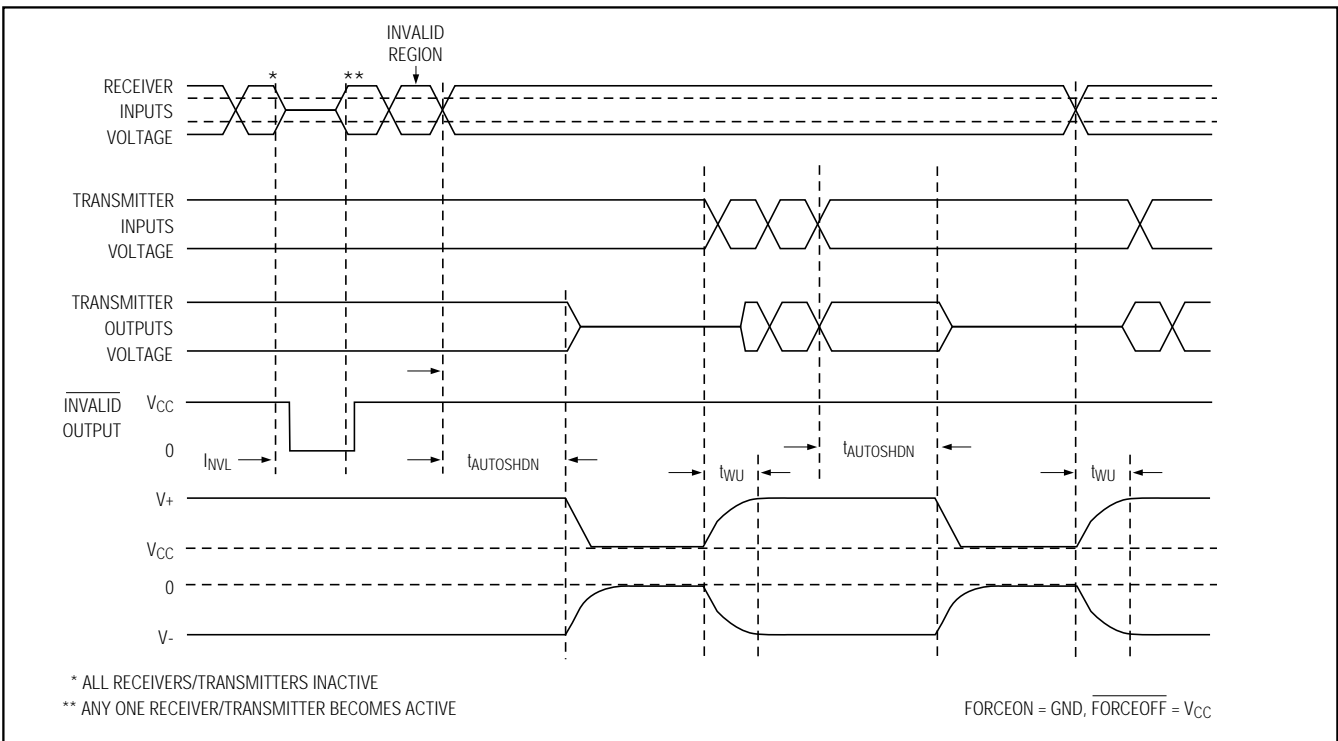 INVALID
REGION
* **
RECEIVER
INPUTS
VOLTAGE
TRANSMITTER
INPUTS
VOLTAGE
TRANSMITTER
OUTPUTS
VOLTAGE
INVALID
OUTPUT
VCC
0
INVL
tAUTOSHDN
tWU
tAUTOSHDN
tWU
V+
VCC
0
V-
* ALL RECEIVERS/TRANSMITTERS INACTIVE
** ANY ONE RECEIVER/TRANSMITTER BECOMES ACTIVE
FORCEON = GND, FORCEOFF = VCC